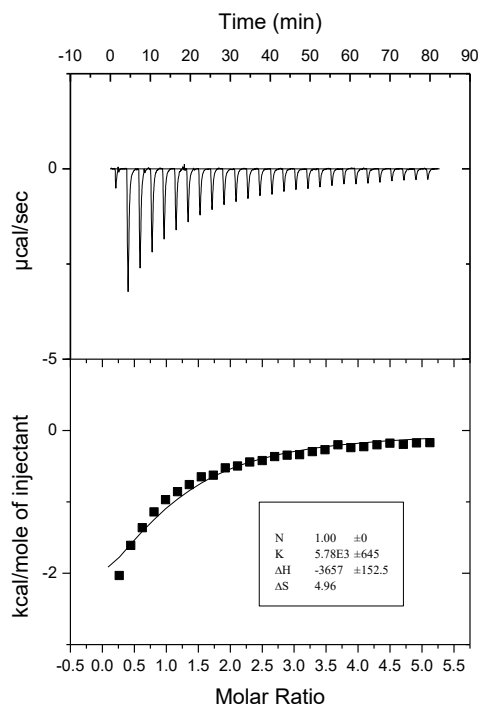 Time (min)
-10 0 10 20 30 40 50 60 70 80 90
0
µcal/sec
-5
0
kcal/mole of injectant
N 1.00 ±0
K 5.78E3 ±645
ΔH -3657 ±152.5
ΔS 4.96
-2
-0.5 0.0 0.5 1.0 1.5 2.0 2.5 3.0 3.5 4.0 4.5 5.0 5.5
Molar Ratio